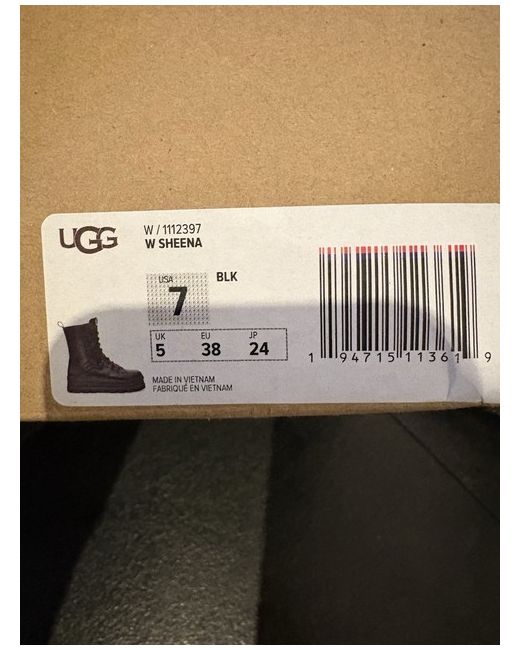 UGG
W / 1112397
W SHEENA
USA
7
BLK
UK EU JP
5 38 24
MADE IN VIETNAM
FABRIQUÉ EN VIETNAM
1 94715 11361 9